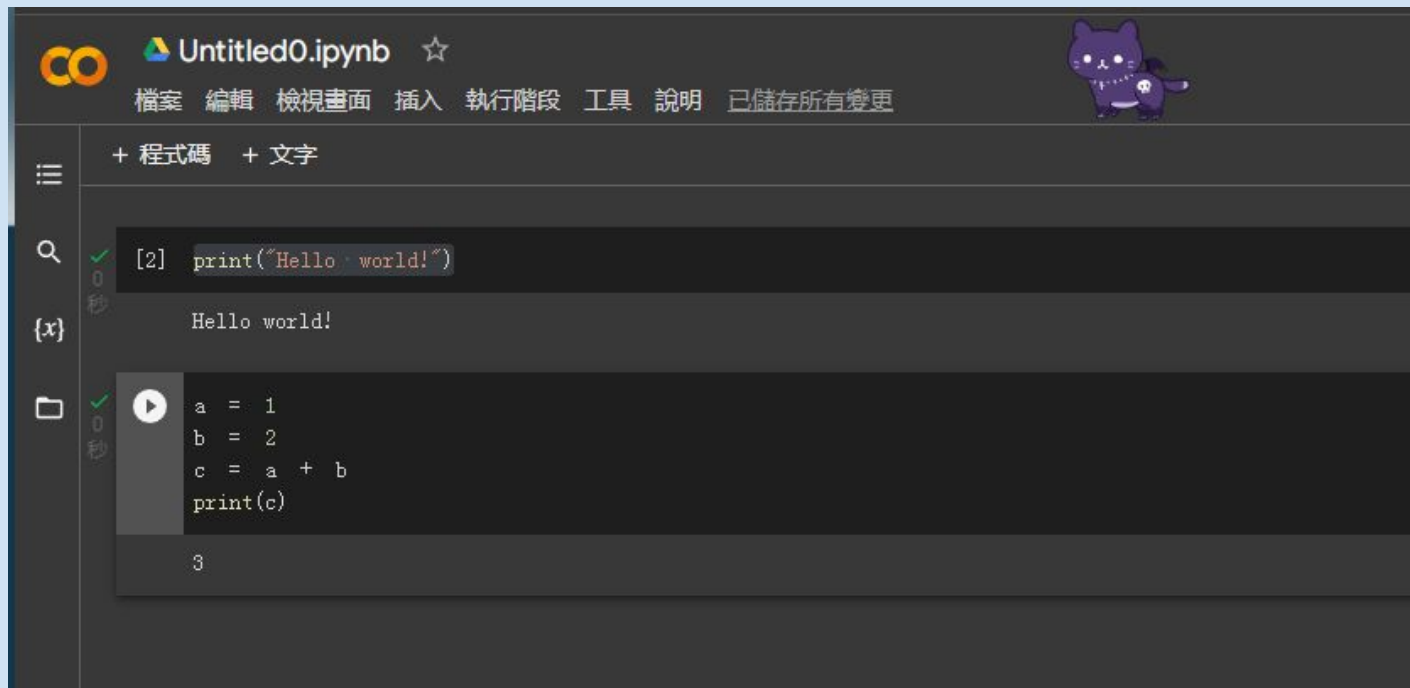 CO Untitled0.ipynb
檔案 編輯 檢視畫面 插入 執行階段 工具 說明 已儲存所有變更
+ 程式碼 + 文字
[2] print("Hello world!")
0
秒
Hello world!
{x}
a = 1
0
b = 2
秒
c = a + b
print(c)
3